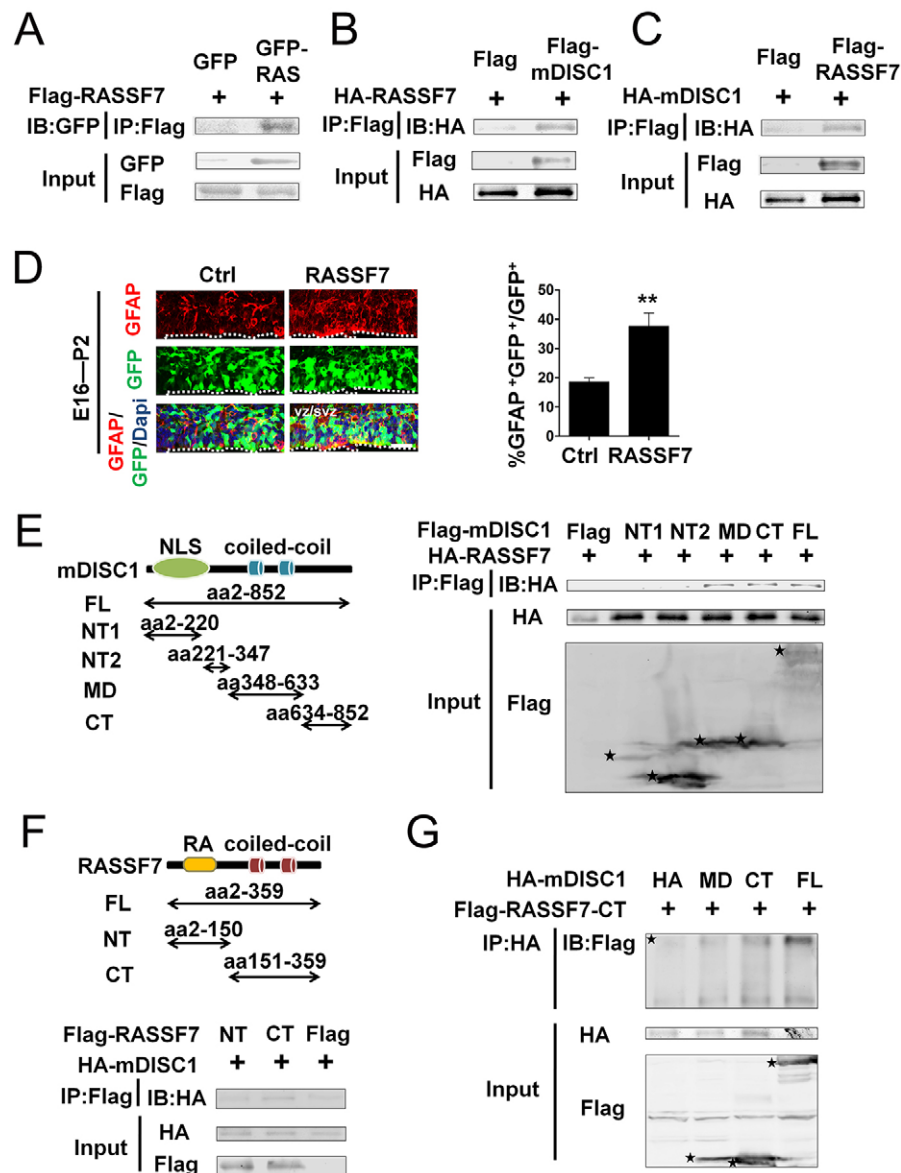 A
GFP GFP-RAS
Flag-RASSF7 + +
IB:GFP | IP:Flag
Input GFP
Flag
B
Flag Flag-mDISC1
HA-RASSF7 + +
IP:Flag | IB:HA
Input Flag
HA
C
Flag Flag-RASSF7
HA-mDISC1 + +
IP:Flag | IB:HA
Input Flag
HA
D
Ctrl RASSF7
E16—P2
GFAP
GFP
GFAP/
GFP/Dapi
vz/svz
%GFAP+GFP+/GFP+
50
40
30
20
10
0
**
Ctrl RASSF7
E
NLS coiled-coil
mDISC1
FL aa2-852
NT1 aa2-220
NT2 aa221-347
MD aa348-633
CT aa634-852
Flag-mDISC1 Flag NT1 NT2 MD CT FL
HA-RASSF7 + + + + + +
IP:Flag | IB:HA
Input HA
Flag
F
RA coiled-coil
RASSF7
FL aa2-359
NT aa2-150
CT aa151-359
Flag-RASSF7 NT CT Flag
HA-mDISC1 + + +
IP:Flag | IB:HA
Input HA
Flag
G
HA-mDISC1 HA MD CT FL
Flag-RASSF7-CT + + + +
IP:HA IB:Flag
Input HA
Flag